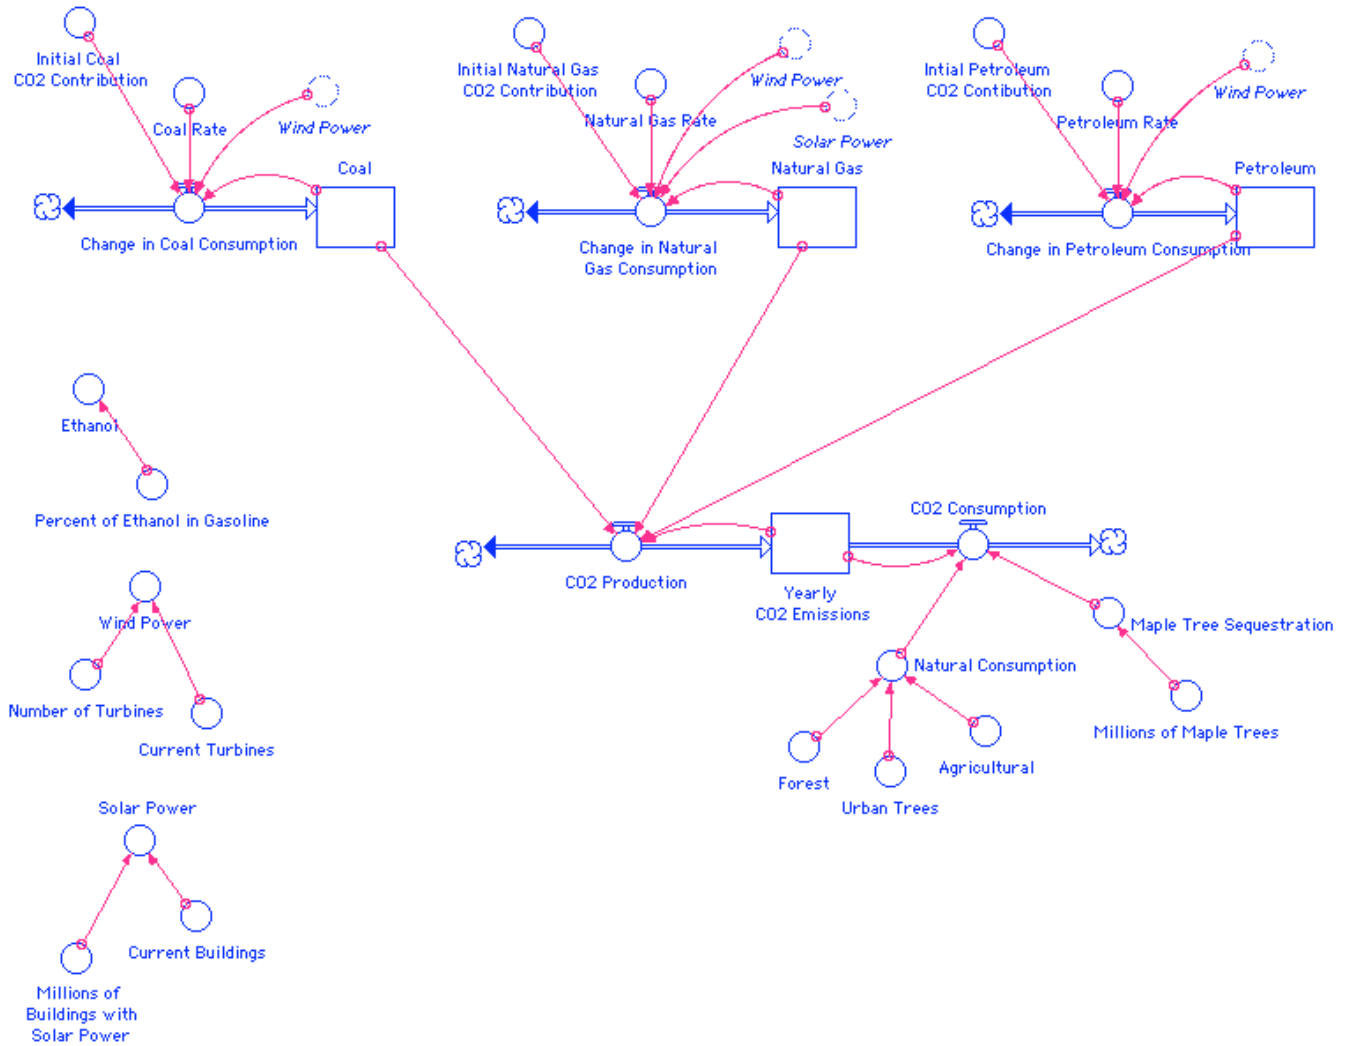 Initial Coal
CO2 Contribution
Coal Rate
Wind Power
Coal
Change in Coal Consumption
Initial Natural Gas
CO2 Contribution
Natural Gas Rate
Wind Power
Solar Power
Natural Gas
Change in Natural
Gas Consumption
Intial Petroleum
CO2 Contibution
Petroleum Rate
Wind Power
Petroleum
Change in Petroleum Consumption
Ethanol
Percent of Ethanol in Gasoline
CO2 Production
Yearly
CO2 Emissions
CO2 Consumption
Maple Tree Sequestration
Millions of Maple Trees
Natural Consumption
Forest
Urban Trees
Agricultural
Wind Power
Number of Turbines
Current Turbines
Solar Power
Current Buildings
Millions of
Buildings with
Solar Power